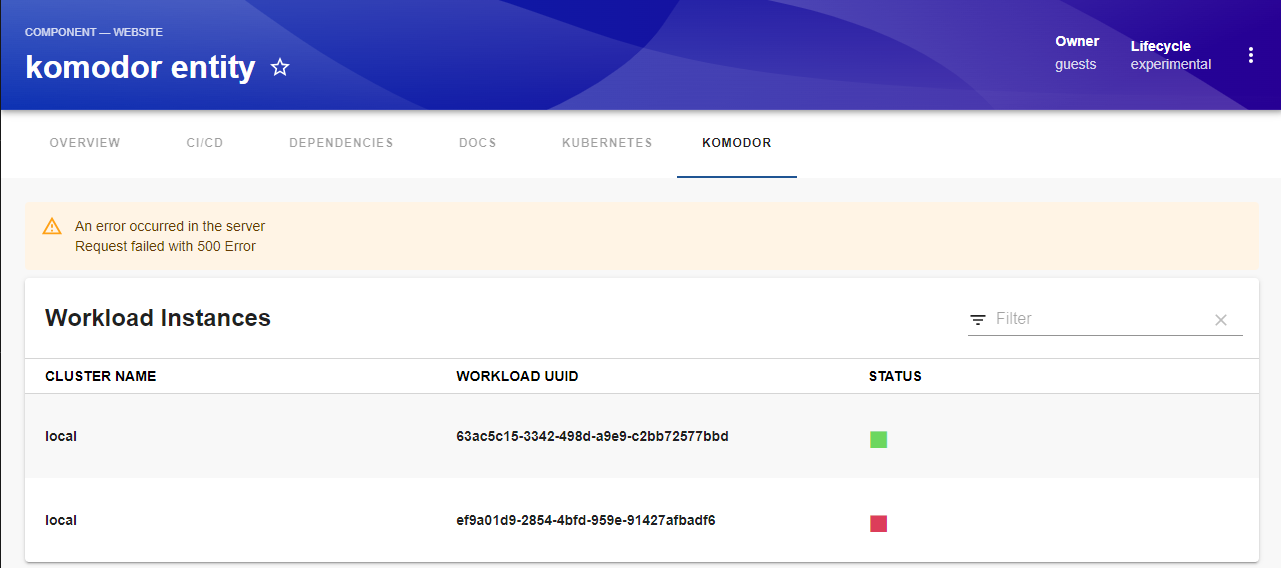 COMPONENT — WEBSITE
komodor entity
Owner
guests
Lifecycle
experimental
OVERVIEW CI/CD DEPENDENCIES DOCS KUBERNETES KOMODOR
An error occurred in the server
Request failed with 500 Error
Workload Instances
Filter
CLUSTER NAME WORKLOAD UUID STATUS
local 63ac5c15-3342-498d-a9e9-c2bb72577bbd
local ef9a01d9-2854-4bfd-959e-91427afbadf6